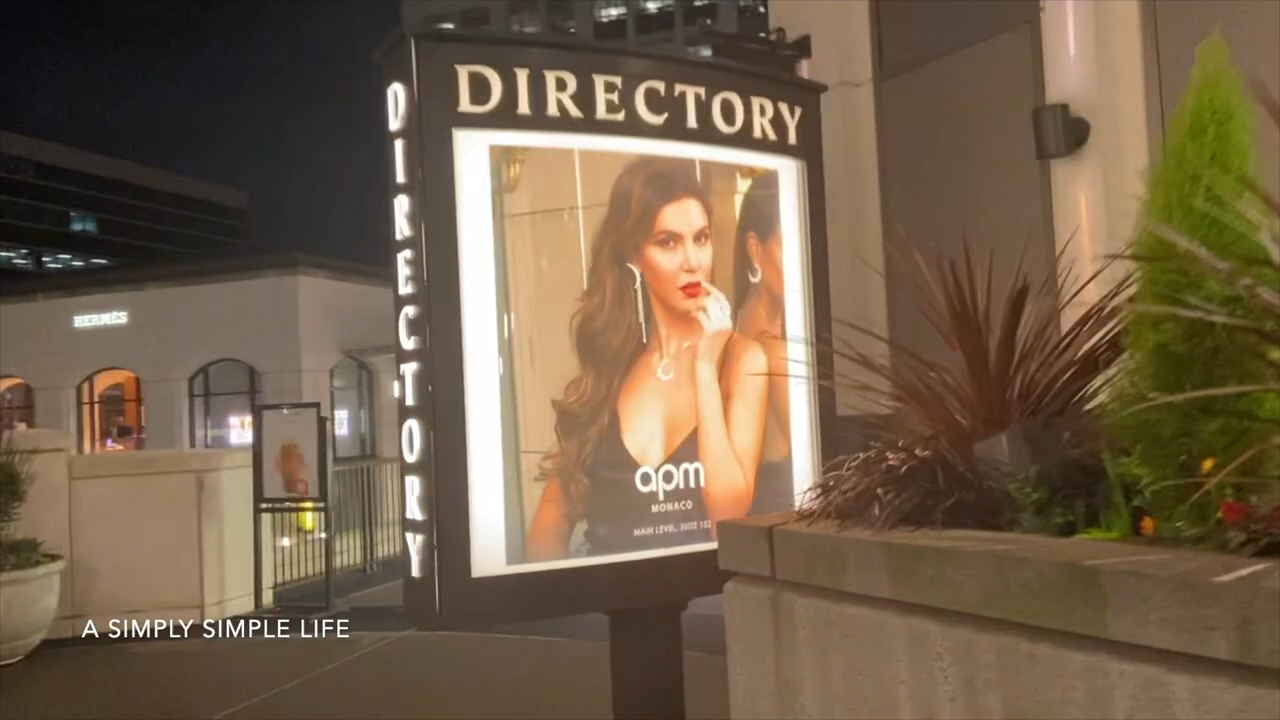 DIRECTORY
DIRECTORY
HERMÈS
apm
MONACO
MAIN LEVEL, SUITE 132
A SIMPLY SIMPLE LIFE